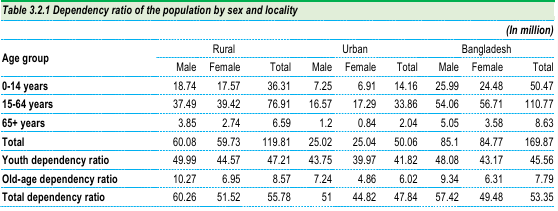 Table 3.2.1 Dependency ratio of the population by sex and locality
(In million)
Age group Rural Urban Bangladesh
Male Female Total Male Female Total Male Female Total
0-14 years 18.74 17.57 36.31 7.25 6.91 14.16 25.99 24.48 50.47
15-64 years 37.49 39.42 76.91 16.57 17.29 33.86 54.06 56.71 110.77
65+ years 3.85 2.74 6.59 1.2 0.84 2.04 5.05 3.58 8.63
Total 60.08 59.73 119.81 25.02 25.04 50.06 85.1 84.77 169.87
Youth dependency ratio 49.99 44.57 47.21 43.75 39.97 41.82 48.08 43.17 45.56
Old-age dependency ratio 10.27 6.95 8.57 7.24 4.86 6.02 9.34 6.31 7.79
Total dependency ratio 60.26 51.52 55.78 51 44.82 47.84 57.42 49.48 53.35